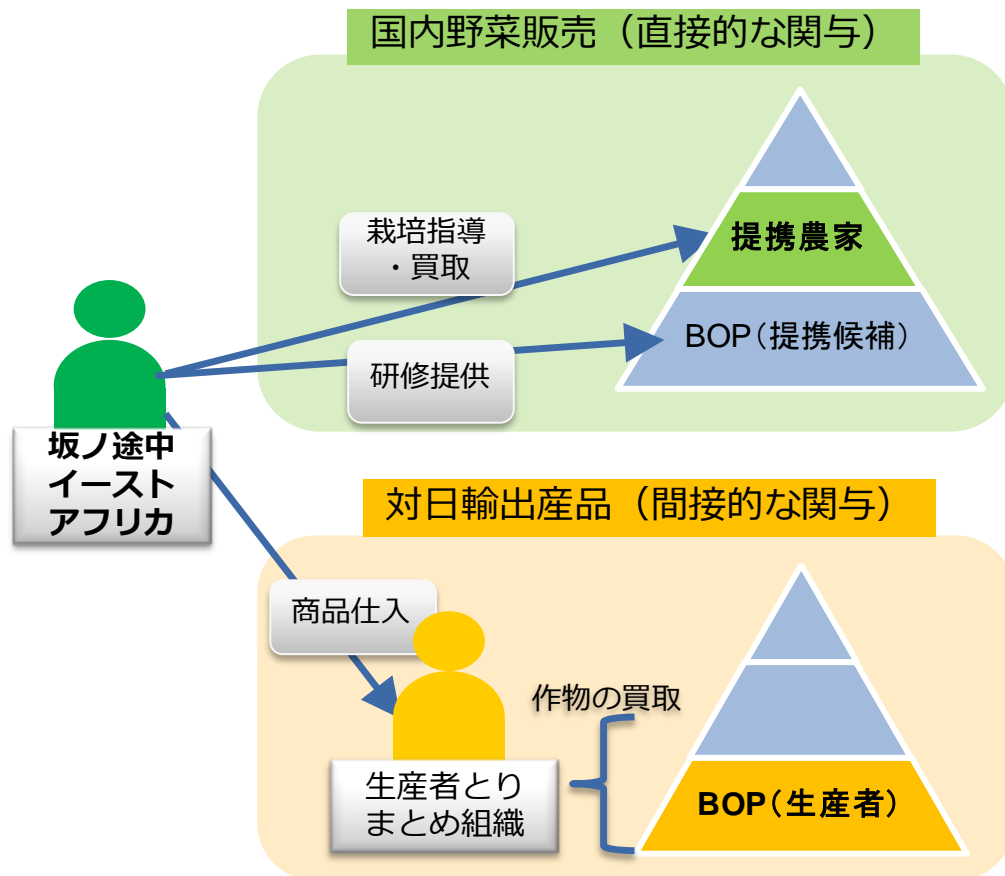 国内野菜販売（直接的な関与）
栽培指導
・買取
提携農家
BOP（提携候補）
研修提供
坂ノ途中
イースト
アフリカ
対日輸出産品（間接的な関与）
商品仕入
作物の買取
生産者とり
まとめ組織
BOP（生産者）